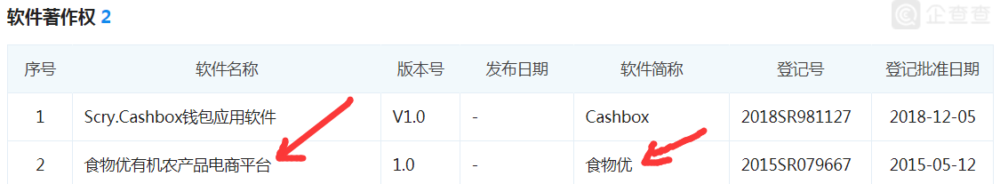 软件著作权 2
企查查
序号 软件名称 版本号 发布日期 软件简称 登记号 登记批准日期
1 Scry.Cashbox钱包应用软件 V1.0 - Cashbox 2018SR981127 2018-12-05
2 食物优有机农产品电商平台 1.0 - 食物优 2015SR079667 2015-05-12